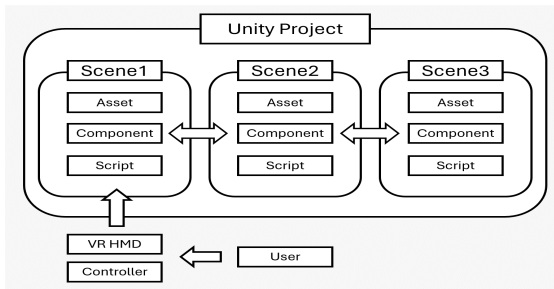 Unity Project
Scene1
Scene2
Scene3
Asset
Asset
Asset
Component
Component
Component
Script
Script
Script
VR HMD
Controller
User